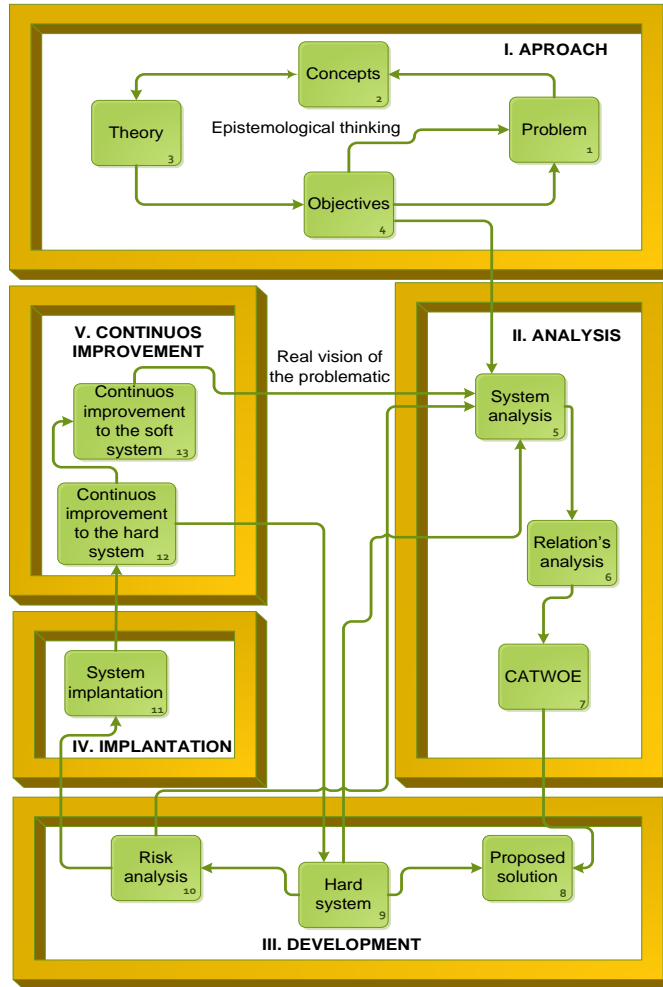 I. APROACH
Concepts
2
Theory
3
Epistemological thinking
Problem
1
Objectives
4
V. CONTINUOS
IMPROVEMENT
Real vision of
the problematic
II. ANALYSIS
Continuos
improvement
to the soft
system
13
System
analysis
5
Continuos
improvement
to the hard
system
12
Relation's
analysis
6
System
implantation
11
CATWOE
7
IV. IMPLANTATION
Risk
analysis
10
Hard
system
9
Proposed
solution
8
III. DEVELOPMENT